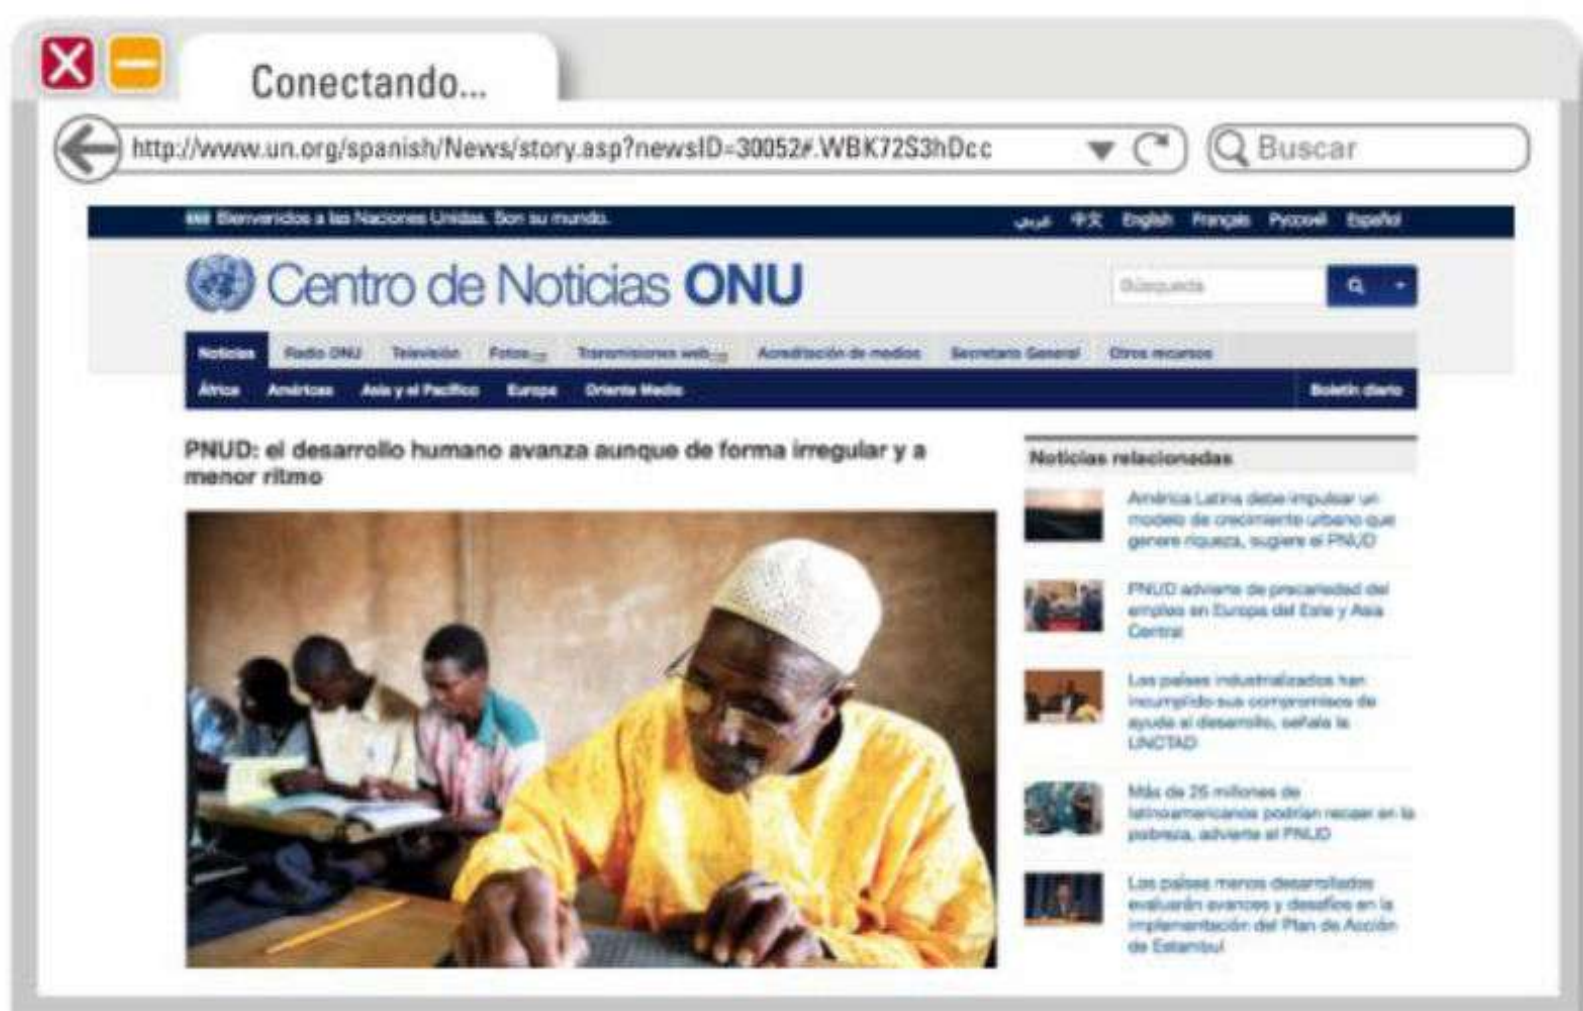 Conectando...
http://www.un.org/spanish/News/story.asp?newsID=30052#.WBK72S3hDcc
Buscar
Bienvenidos a las Naciones Unidas. Son su mundo.
عربي 中文 English Français Русский Español
Centro de Noticias ONU
Búsqueda
Noticias Radio ONU Televisión Fotos Transmisiones web Acreditación de medios Secretario General Otros recursos
África Américas Asia y el Pacífico Europa Oriente Medio Boletín diario
PNUD: el desarrollo humano avanza aunque de forma irregular y a
menor ritmo
Noticias relacionadas
América Latina debe impulsar un
modelo de crecimiento urbano que
genere riqueza, sugiere el PNUD
PNUD advierte de precariedad del
empleo en Europa del Este y Asia
Central
Los países industrializados han
incumplido sus compromisos de
ayuda al desarrollo, señala la
UNCTAD
Más de 25 millones de
latinoamericanos podrían recaer en la
pobreza, advierte el PNUD
Los países menos desarrollados
evaluarán avances y desafíos en la
implementación del Plan de Acción
de Estambul